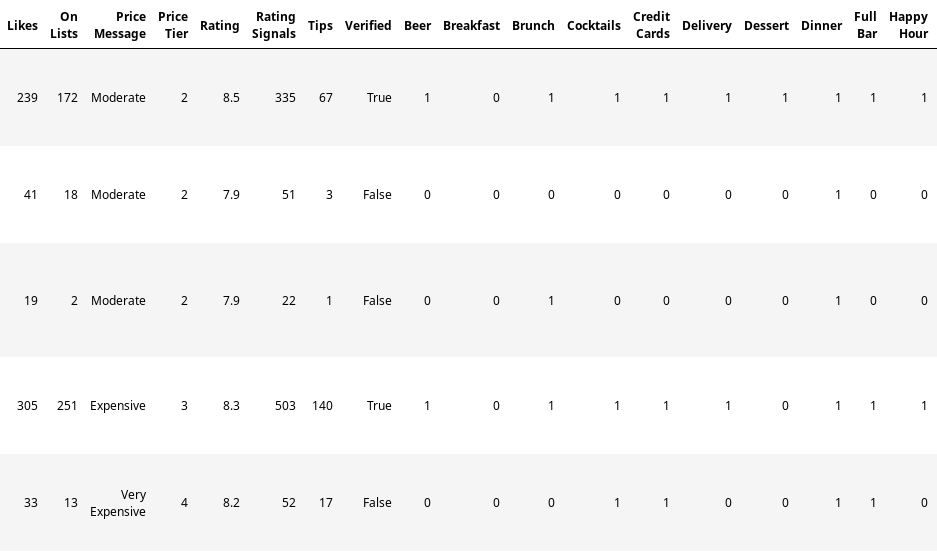 Likes On Lists Price Message Price Tier Rating Rating Signals Tips Verified Beer Breakfast Brunch Cocktails Credit Cards Delivery Dessert Dinner Full Bar Happy Hour
239 172 Moderate 2 8.5 335 67 True 1 0 1 1 1 1 1 1 1 1
41 18 Moderate 2 7.9 51 3 False 0 0 0 0 0 0 0 1 0 0
19 2 Moderate 2 7.9 22 1 False 0 0 1 0 0 0 0 1 0 0
305 251 Expensive 3 8.3 503 140 True 1 0 1 1 1 1 0 1 1 1
33 13 Very Expensive 4 8.2 52 17 False 0 0 0 1 1 0 0 1 1 0